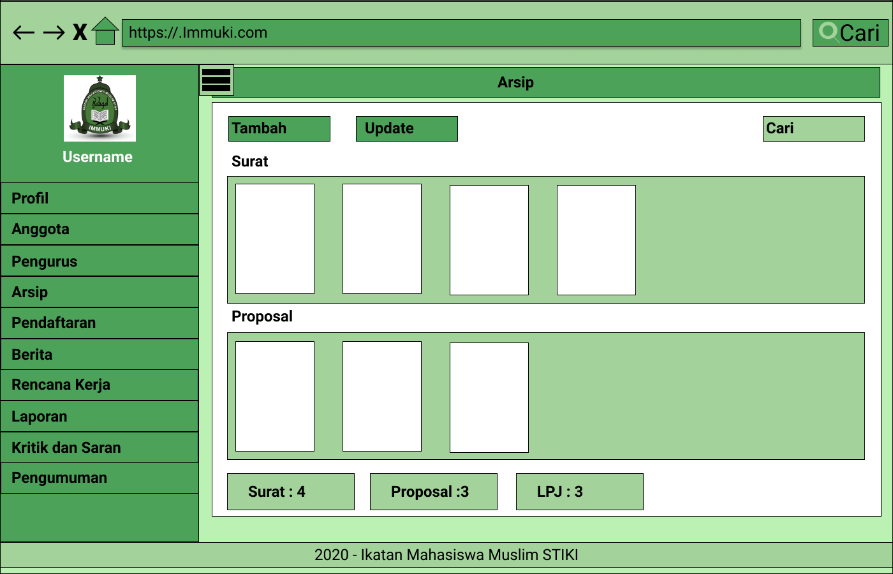 X
https://.Immuki.com
Cari
Arsip
IMMUKI
Username
Tambah
Update
Cari
Profil
Anggota
Pengurus
Arsip
Pendaftaran
Berita
Rencana Kerja
Laporan
Kritik dan Saran
Pengumuman
Surat
Proposal
Surat : 4
Proposal :3
LPJ : 3
2020 - Ikatan Mahasiswa Muslim STIKI